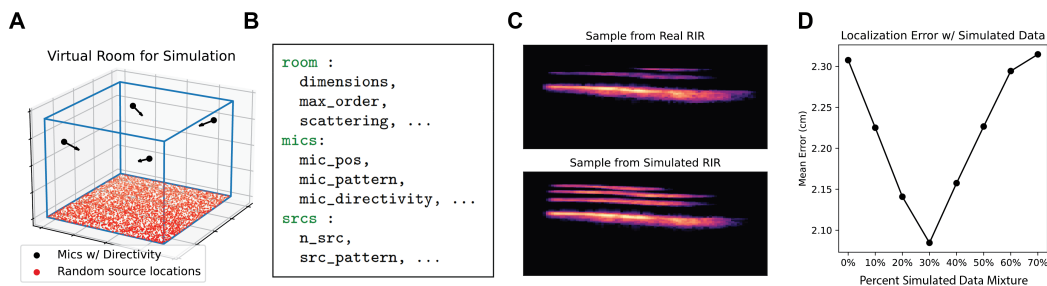 A
Virtual Room for Simulation
Mics w/ Directivity
Random source locations
B
room :
dimensions,
max_order,
scattering, ...
mics:
mic_pos,
mic_pattern,
mic_directivity, ...
srcs :
n_src,
src_pattern, ...
C
Sample from Real RIR
Sample from Simulated RIR
D
Localization Error w/ Simulated Data
Mean Error (cm)
2.30
2.25
2.20
2.15
2.10
0% 10% 20% 30% 40% 50% 60% 70%
Percent Simulated Data Mixture